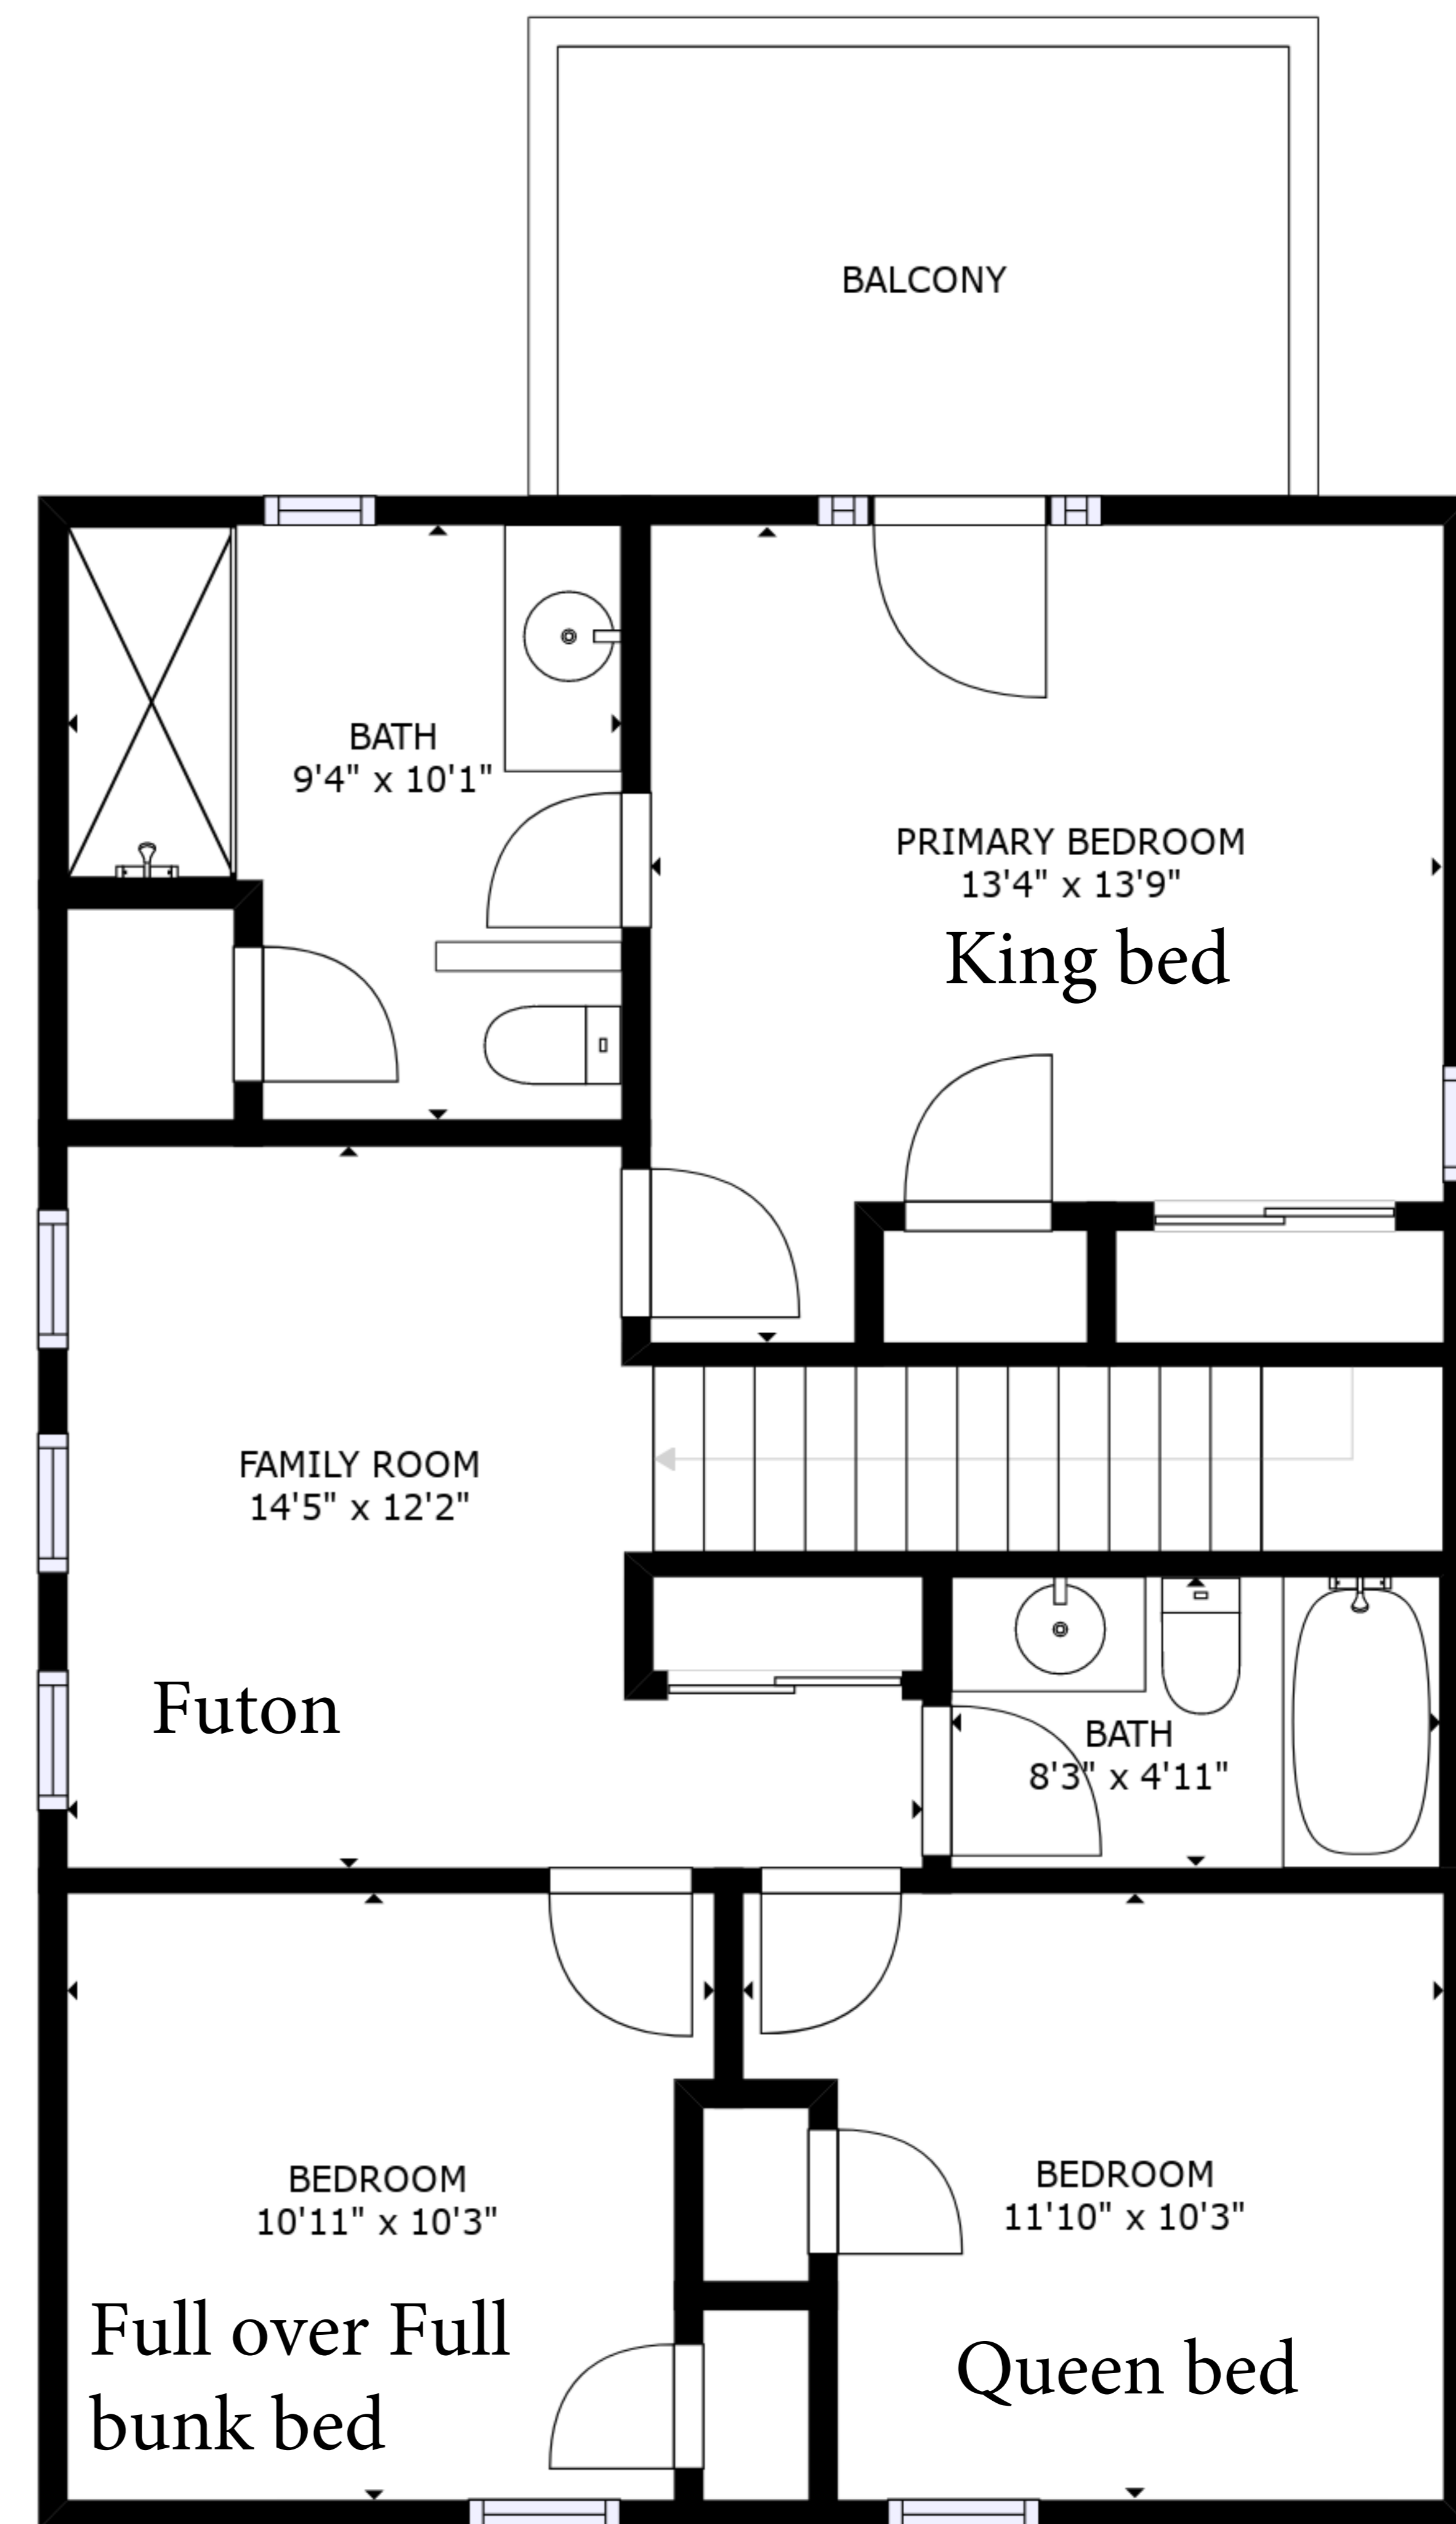 BALCONY
BATH
9'4" x 10'1"
PRIMARY BEDROOM
13'4" x 13'9"
King bed
FAMILY ROOM
14'5" x 12'2"
Futon
BATH
8'3" x 4'11"
BEDROOM
10'11" x 10'3"
Full over Full
bunk bed
BEDROOM
11'10" x 10'3"
Queen bed